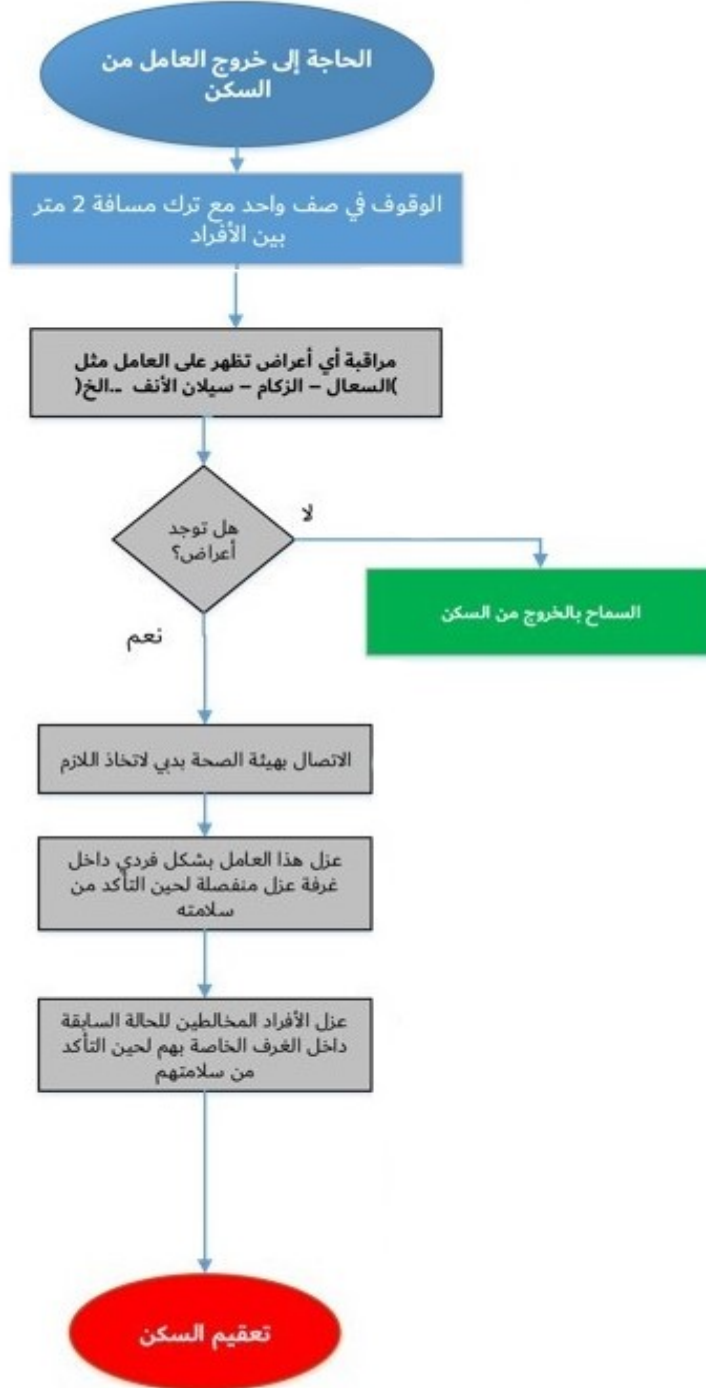 الحاجة إلى خروج العامل من
السكن
الوقوف في صف واحد مع ترك مسافة 2 متر
بين الأفراد
مراقبة أي أعراض تظهر على العامل مثل
)السعال – الزكام – سيلان الأنف ...الخ(
هل توجد
أعراض؟
لا
السماح بالخروج من السكن
نعم
الاتصال بهيئة الصحة بدبي لاتخاذ اللازم
عزل هذا العامل بشكل فردي داخل
غرفة عزل منفصلة لحين التأكد من
سلامته
عزل الأفراد المخالطين للحالة السابقة
داخل الغرف الخاصة بهم لحين التأكد
من سلامتهم
تعقيم السكن